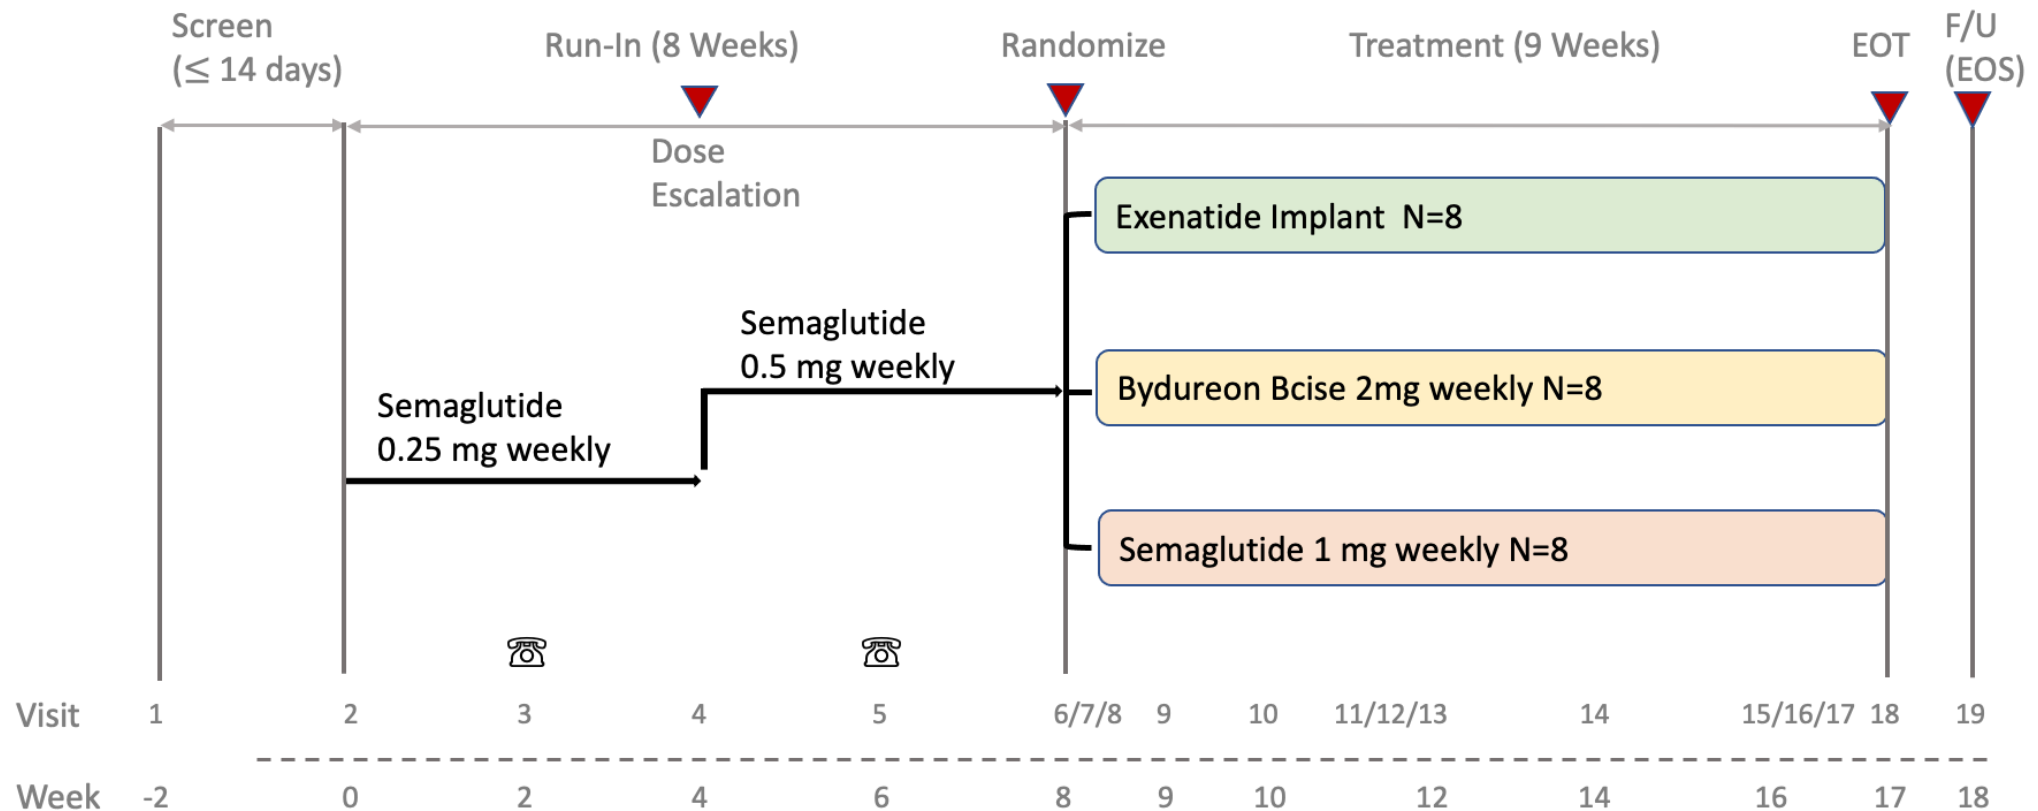 Screen
(≤ 14 days)
Run-In (8 Weeks)
Randomize
Treatment (9 Weeks)
EOT
F/U
(EOS)
Dose
Escalation
Exenatide Implant N=8
Semaglutide
0.5 mg weekly
Bydureon Bcise 2mg weekly N=8
Semaglutide
0.25 mg weekly
Semaglutide 1 mg weekly N=8
Visit 1 2 3 4 5 6/7/8 9 10 11/12/13 14 15/16/17 18 19
Week -2 0 2 4 6 8 9 10 12 14 16 17 18